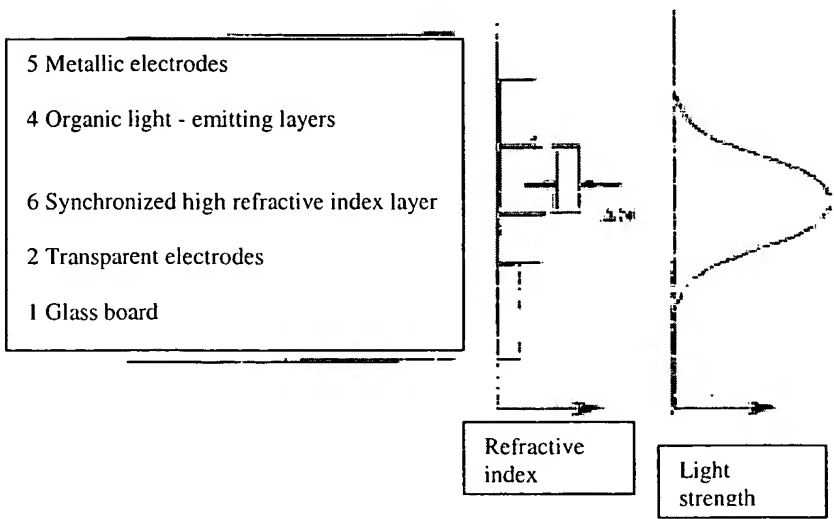 5 Metallic electrodes
4 Organic light - emitting layers
6 Synchronized high refractive index layer
2 Transparent electrodes
1 Glass board
Refractive
index
Light
strength